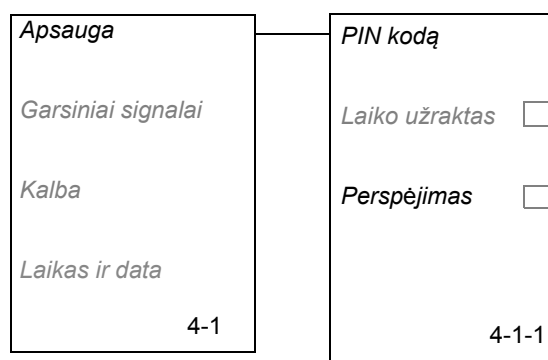 Apsauga
Garsiniai signalai
Kalba
Laikas ir data
4-1
PIN kodą
Laiko užraktas
Perspėjimas
4-1-1